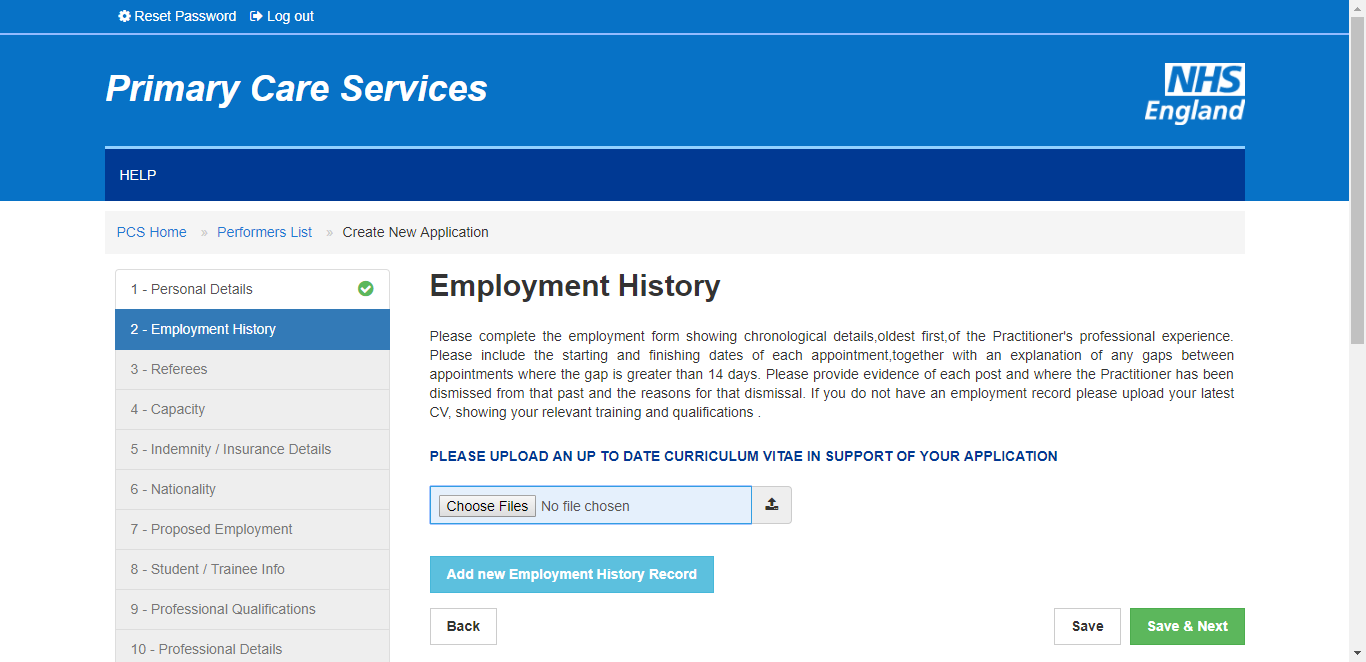 Reset Password Log out
Primary Care Services
NHS
England
HELP
PCS Home » Performers List » Create New Application
1 - Personal Details
2 - Employment History
3 - Referees
4 - Capacity
5 - Indemnity / Insurance Details
6 - Nationality
7 - Proposed Employment
8 - Student / Trainee Info
9 - Professional Qualifications
10 - Professional Details
Employment History
Please complete the employment form showing chronological details,oldest first,of the Practitioner's professional experience.
Please include the starting and finishing dates of each appointment,together with an explanation of any gaps between
appointments where the gap is greater than 14 days. Please provide evidence of each post and where the Practitioner has been
dismissed from that past and the reasons for that dismissal. If you do not have an employment record please upload your latest
CV, showing your relevant training and qualifications .
PLEASE UPLOAD AN UP TO DATE CURRICULUM VITAE IN SUPPORT OF YOUR APPLICATION
Choose Files No file chosen
Add new Employment History Record
Back Save Save & Next